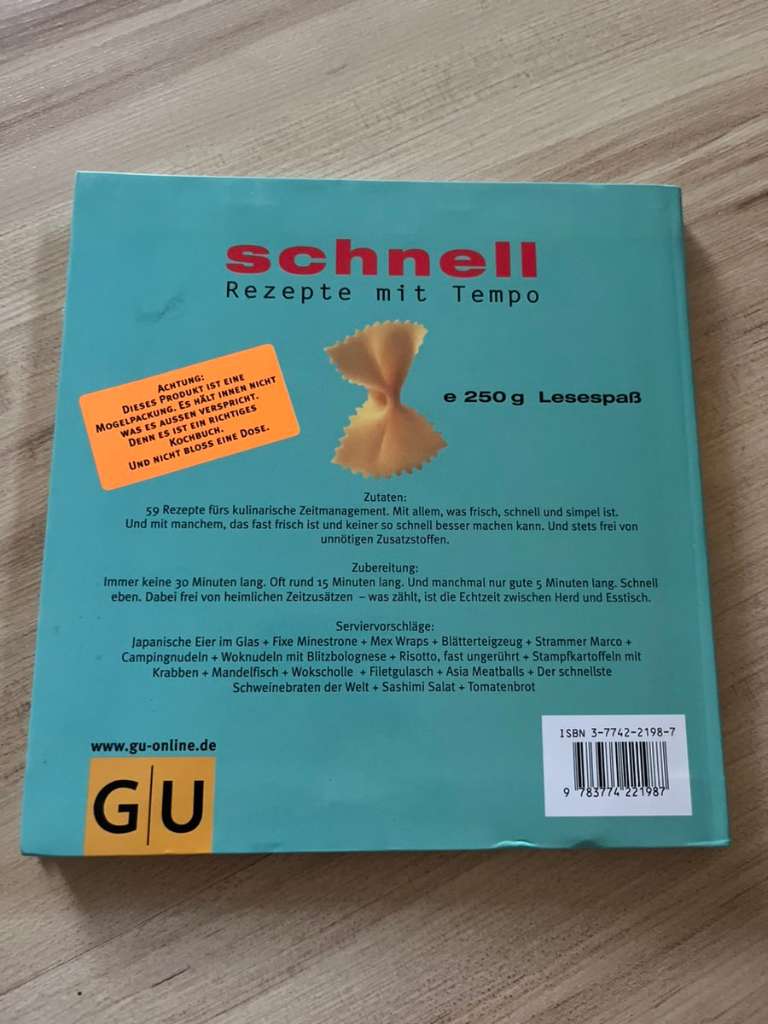 schnell
Rezepte mit Tempo
ACHTUNG:
DIESES PRODUKT IST EINE
MOGELPACKUNG. ES HÄLT INNEN NICHT
WAS ES AUSSEN VERSPRICHT.
DENN ES IST EIN RICHTIGES
KOCHBUCH.
UND NICHT BLOSS EINE DOSE.
e 250 g Lesespaß
Zutaten:
59 Rezepte fürs kulinarische Zeitmanagement. Mit allem, was frisch, schnell und simpel ist.
Und mit manchem, das fast frisch ist und keiner so schnell besser machen kann. Und stets frei von
unnötigen Zusatzstoffen.
Zubereitung:
Immer keine 30 Minuten lang. Oft rund 15 Minuten lang. Und manchmal nur gute 5 Minuten lang. Schnell
eben. Dabei frei von heimlichen Zeitzusätzen – was zählt, ist die Echtzeit zwischen Herd und Esstisch.
Serviervorschläge:
Japanische Eier im Glas + Fixe Minestrone + Mex Wraps + Blätterteigzeug + Strammer Marco +
Campingnudeln + Woknudeln mit Blitzbolognese + Risotto, fast ungerührt + Stampfkartoffeln mit
Krabben + Mandelfisch + Wokscholle + Filetgulasch + Asia Meatballs + Der schnellste
Schweinebraten der Welt + Sashimi Salat + Tomatenbrot
www.gu-online.de
G|U
ISBN 3-7742-2198-7
9 783774 221987